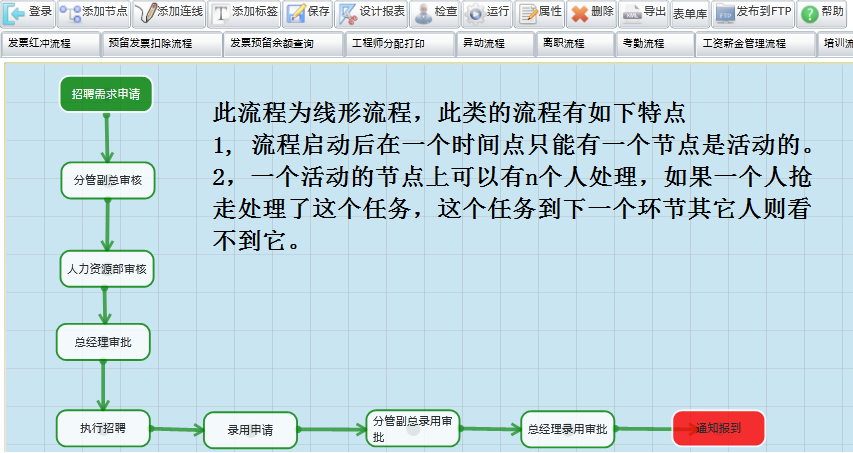 登录 添加节点 添加连线 添加标签 保存 设计报表 检查 运行 属性 删除 导出 表单库 发布到FTP 帮助
发票红冲流程 预留发票扣除流程 发票预留余额查询 工程师分配打印 异动流程 离职流程 考勤流程 工资薪金管理流程 培训流
招聘需求申请
此流程为线形流程，此类的流程有如下特点
1, 流程启动后在一个时间点只能有一个节点是活动的。
2，一个活动的节点上可以有n个人处理，如果一个人抢
走处理了这个任务，这个任务到下一个环节其它人则看
不到它。
分管副总审核
人力资源部审核
总经理审批
执行招聘
录用申请
分管副总录用审
批
总经理录用审批
通知报到